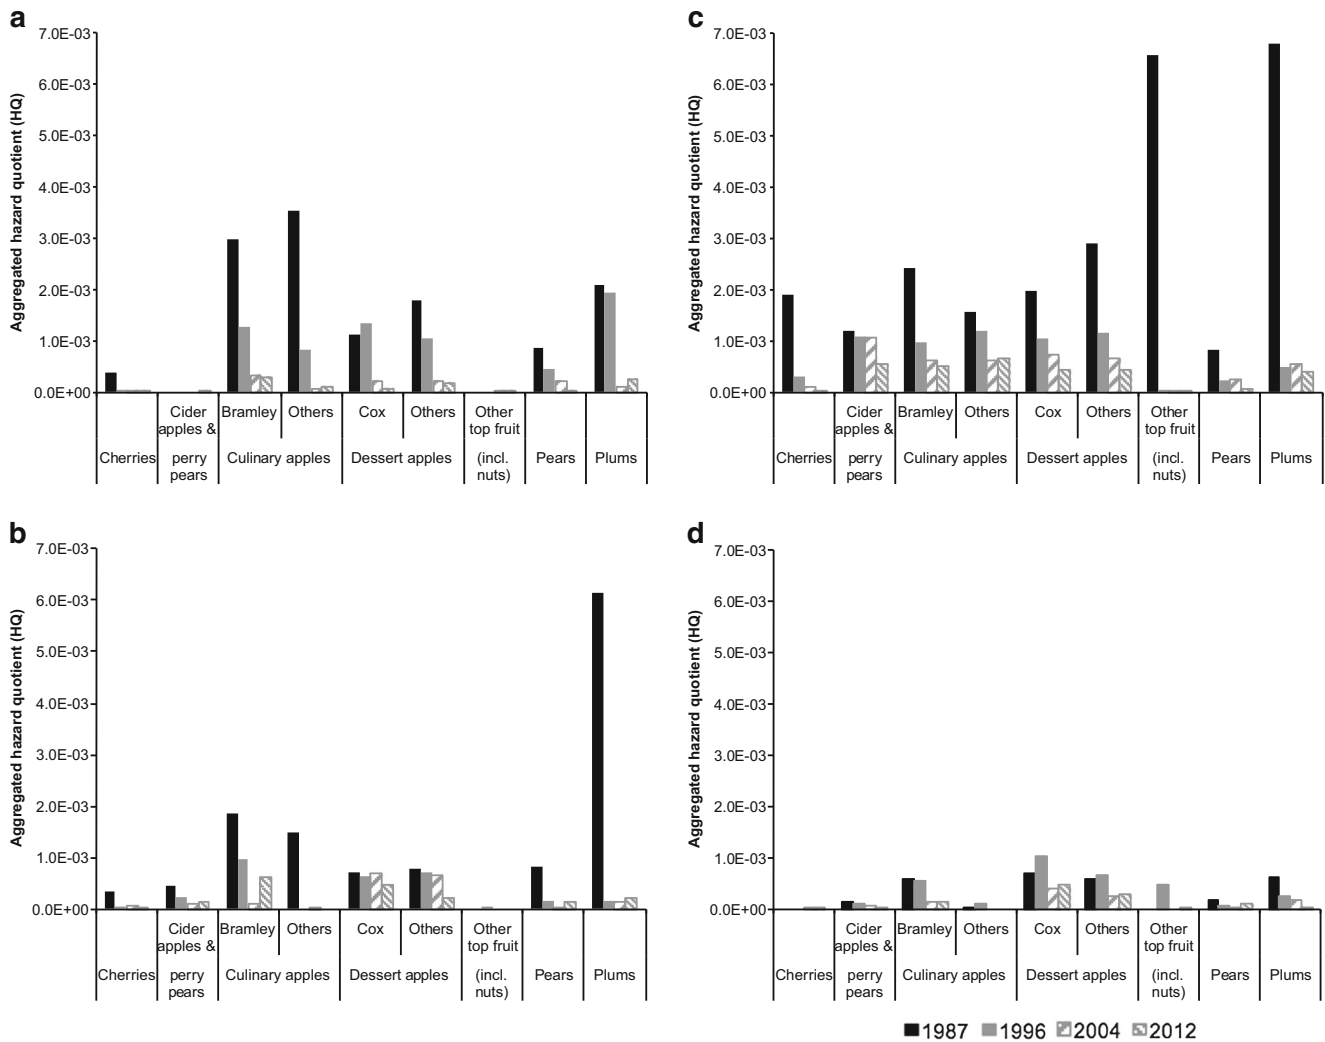 a
Aggregated hazard quotient (HQ)
7.0E-03
6.0E-03
5.0E-03
4.0E-03
3.0E-03
2.0E-03
1.0E-03
0.0E+00
Cider Bramley Others Cox Others Other
apples & top fruit
Cherries perry Culinary apples Dessert apples (incl. Pears Plums
pears nuts)
c
Aggregated hazard quotient (HQ)
7.0E-03
6.0E-03
5.0E-03
4.0E-03
3.0E-03
2.0E-03
1.0E-03
0.0E+00
Cider Bramley Others Cox Others Other
apples & top fruit
Cherries perry Culinary apples Dessert apples (incl. Pears Plums
pears nuts)
b
Aggregated hazard quotient (HQ)
7.0E-03
6.0E-03
5.0E-03
4.0E-03
3.0E-03
2.0E-03
1.0E-03
0.0E+00
Cider Bramley Others Cox Others Other
apples & top fruit
Cherries perry Culinary apples Dessert apples (incl. Pears Plums
pears nuts)
d
Aggregated hazard quotient (HQ)
7.0E-03
6.0E-03
5.0E-03
4.0E-03
3.0E-03
2.0E-03
1.0E-03
0.0E+00
Cider Bramley Others Cox Others Other
apples & top fruit
Cherries perry Culinary apples Dessert apples (incl. Pears Plums
pears nuts)
1987 1996 2004 2012